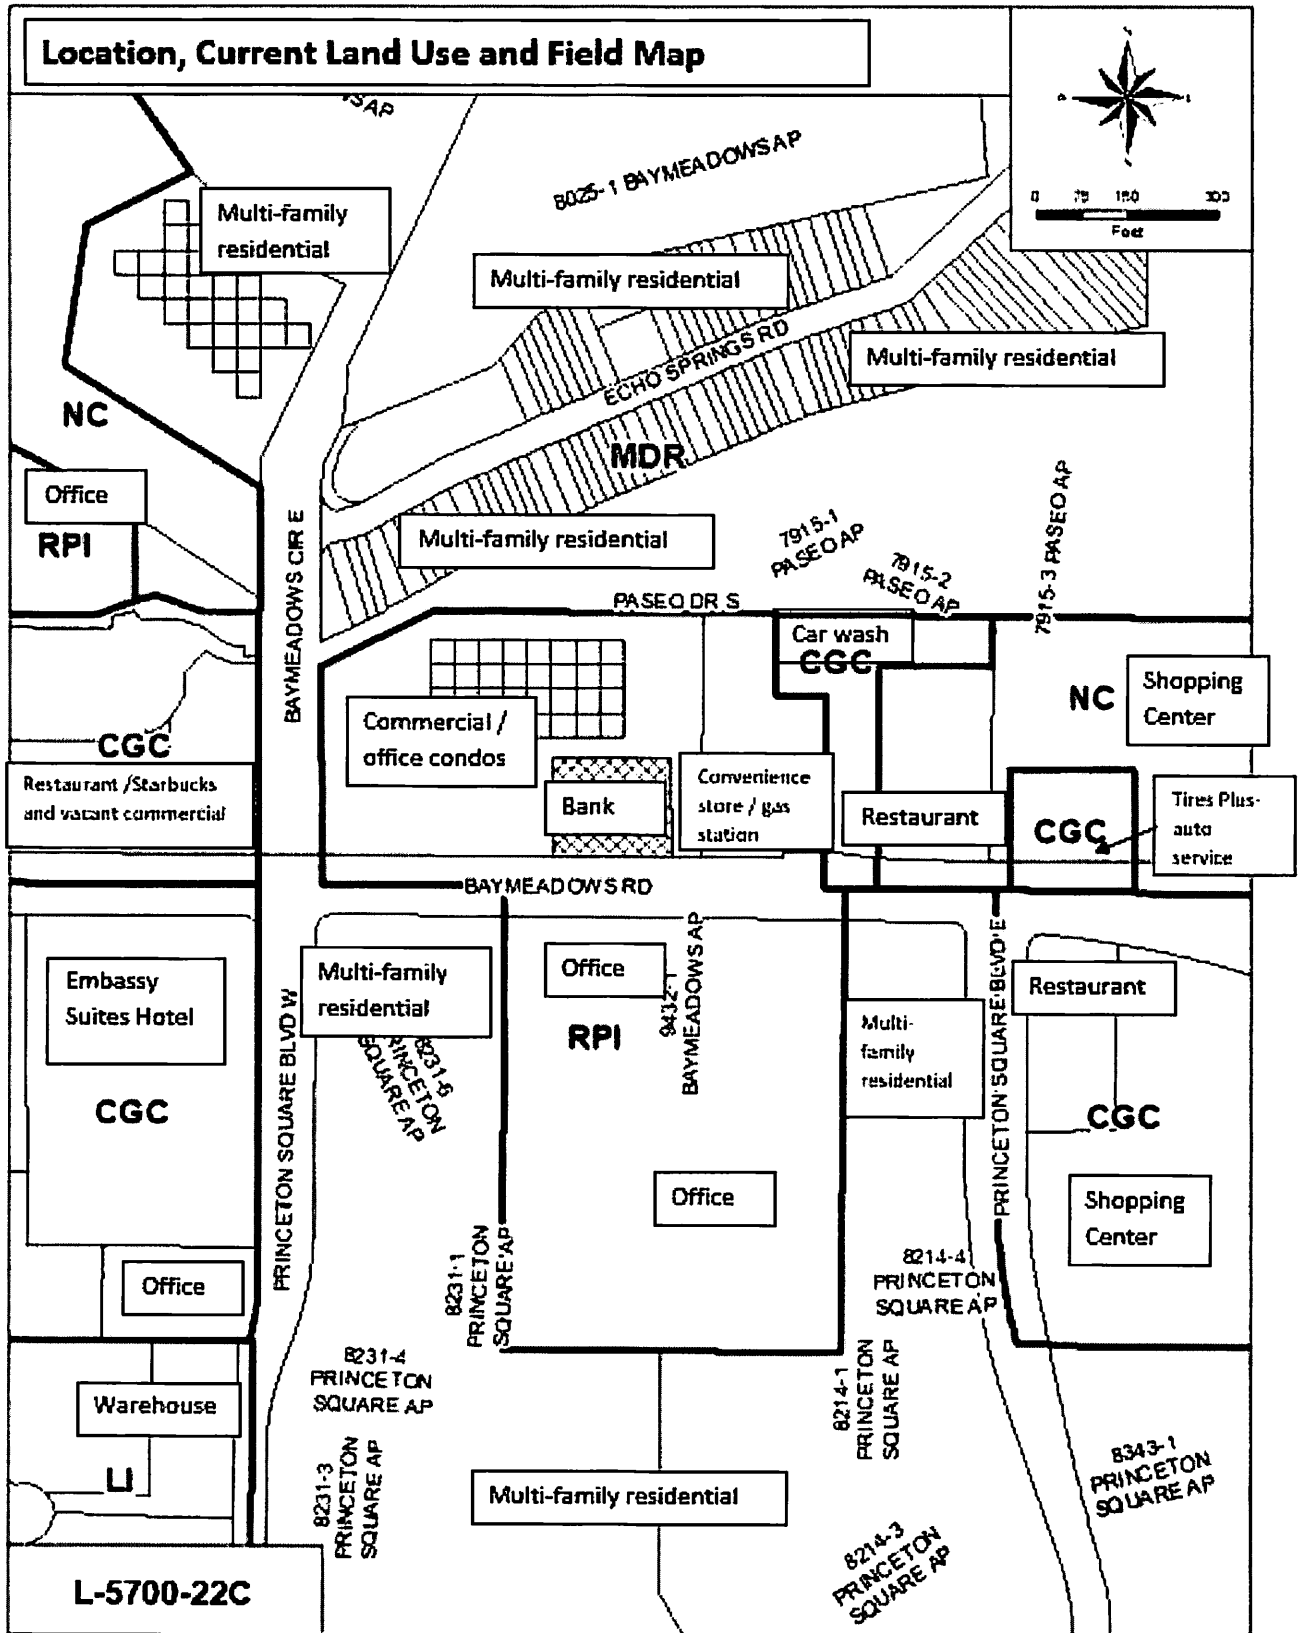 Location, Current Land Use and Field Map
0 75 150 300
Feet
8025-1 BAYMEADOWS AP
Multi-family
residential
Multi-family residential
ECHO SPRINGS RD
Multi-family residential
NC
MDR
Office
RPI
BAYMEADOWS CIR E
Multi-family residential
7915-1
PASEO AP
7915-2
PASEO AP
7915-3 PASEO AP
PASEO DR S
Car wash
CGC
NC
Shopping
Center
CGC
Commercial /
office condos
Restaurant /Starbucks
and vacant commercial
Bank
Convenience
store / gas
station
Restaurant
CGC
Tires Plus-
auto
service
BAYMEADOWS RD
Embassy
Suites Hotel
CGC
PRINCETON SQUARE BLVD W
Multi-family
residential
8231-6
PRINCETON
SQUARE AP
Office
RPI
9432-1
BAYMEADOWS AP
Multi-
family
residential
PRINCETON SQUARE BLVD E
Restaurant
CGC
Office
Shopping
Center
Office
8231-1
PRINCETON
SQUARE AP
8214-4
PRINCETON
SQUARE AP
8231-4
PRINCETON
SQUARE AP
8214-1
PRINCETON
SQUARE AP
Warehouse
LI
8231-3
PRINCETON
SQUARE AP
Multi-family residential
8343-1
PRINCETON
SQUARE AP
8214-3
PRINCETON
SQUARE AP
L-5700-22C